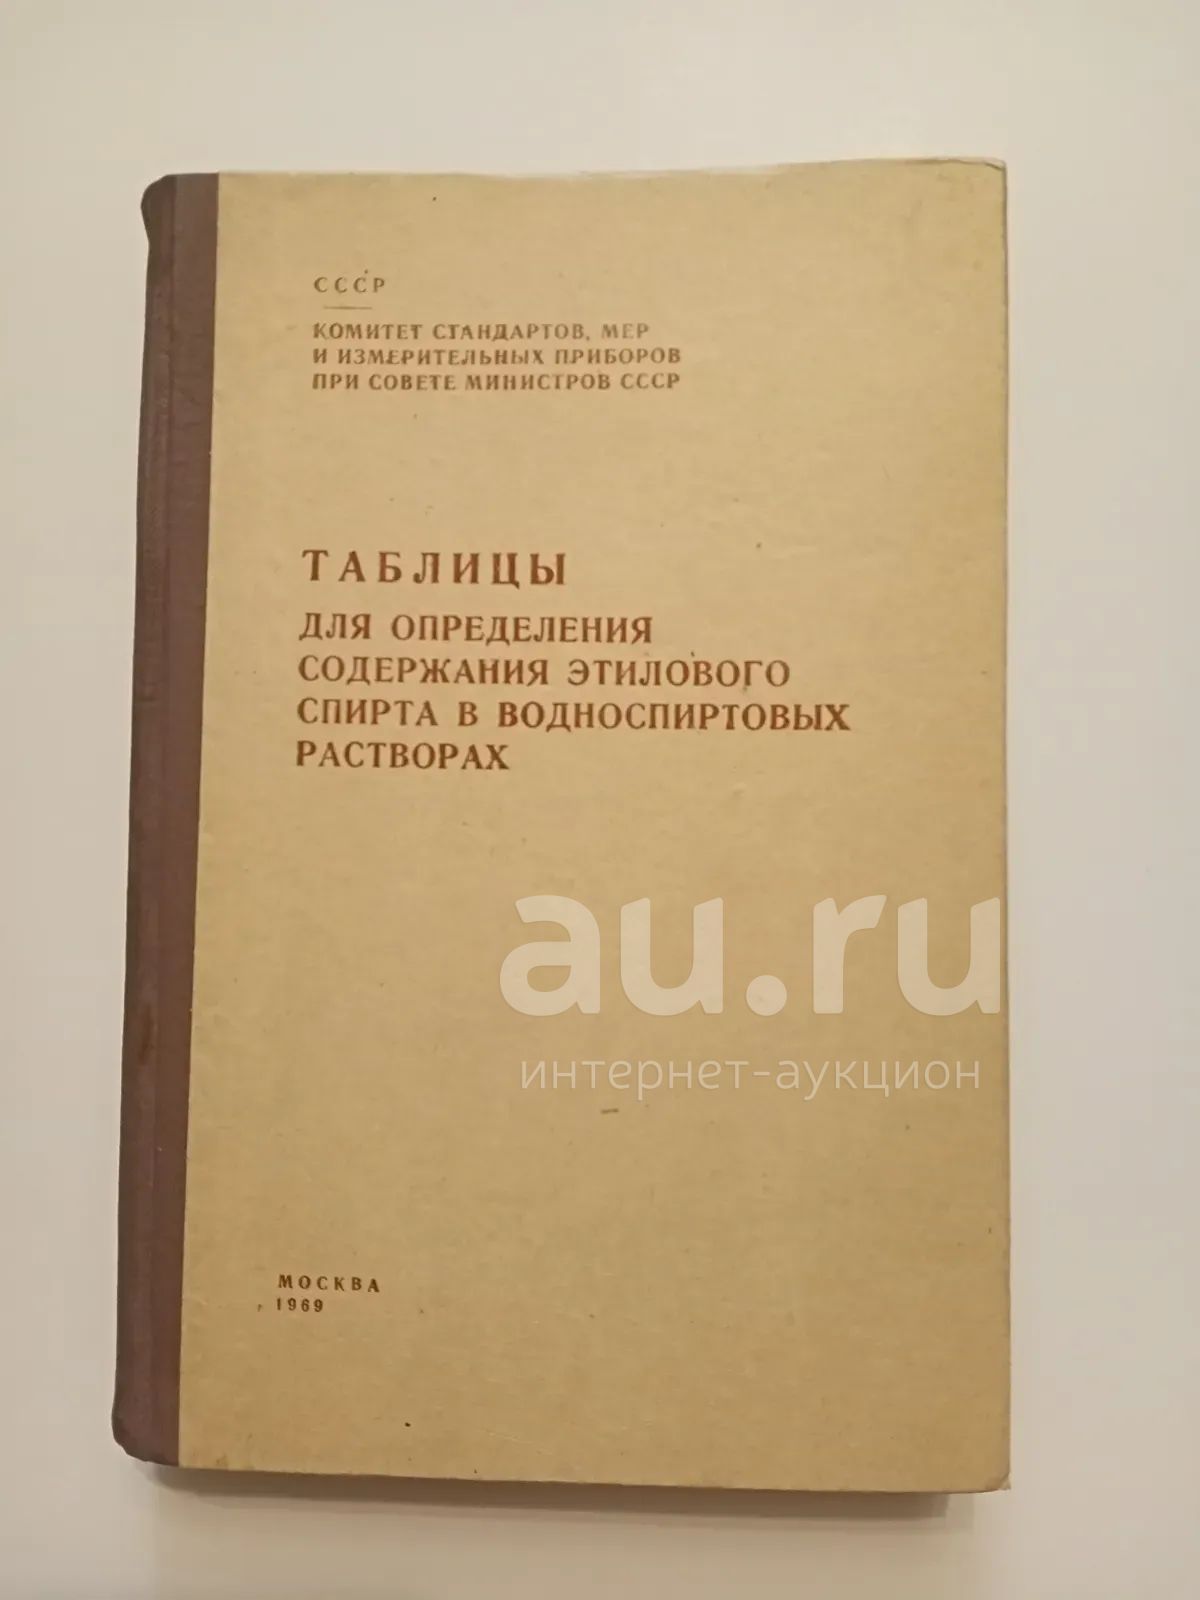 СССР
КОМИТЕТ СТАНДАРТОВ, МЕР
И ИЗМЕРИТЕЛЬНЫХ ПРИБОРОВ
ПРИ СОВЕТЕ МИНИСТРОВ СССР
ТАБЛИЦЫ
ДЛЯ ОПРЕДЕЛЕНИЯ
СОДЕРЖАНИЯ ЭТИЛОВОГО
СПИРТА В ВОДНОСПИРТОВЫХ
РАСТВОРАХ
au.ru
интернет-аукцион
МОСКВА
1969